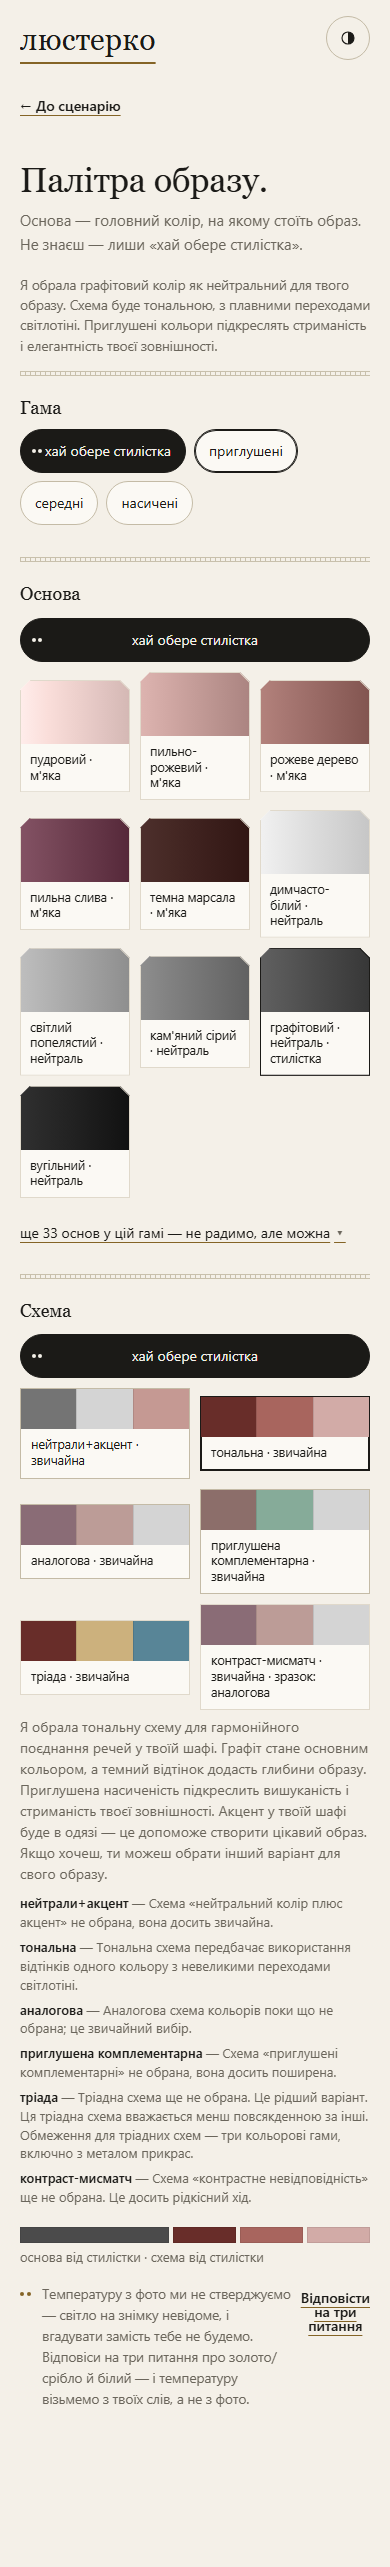 люстерко
← До сценарію
Палітра образу.
Основа — головний колір, на якому стоїть образ.
Не знаєш — лиши «хай обере стилістка».
Я обрала графітовий колір як нейтральний для твого
образу. Схема буде тональною, з плавними переходами
світлотіні. Приглушені кольори підкреслять стриманість
і елегантність твоєї зовнішності.
Гама
хай обере стилістка
приглушені
середні
насичені
Основа
хай обере стилістка
пудровий ·
м'яка
пильно-
рожевий ·
м'яка
рожеве дерево
· м'яка
пильна слива ·
м'яка
темна марсала
· м'яка
димчасто-
білий ·
нейтраль
світлий
попелястий ·
нейтраль
кам'яний сірий
· нейтраль
графітовий ·
нейтраль ·
стилістка
вугільний ·
нейтраль
ще 33 основ у цій гамі — не радимо, але можна ▾
Схема
хай обере стилістка
нейтрали+акцент ·
звичайна
тональна · звичайна
аналогова · звичайна
приглушена
комплементарна ·
звичайна
тріада · звичайна
контраст-мисматч ·
звичайна · зразок:
аналогова
Я обрала тональну схему для гармонійного
поєднання речей у твоїй шафі. Графіт стане основним
кольором, а темний відтінок додасть глибини образу.
Приглушена насиченість підкреслить вишуканість і
стриманість твоєї зовнішності. Акцент у твоїй шафі
буде в одязі — це допоможе створити цікавий образ.
Якщо хочеш, ти можеш обрати інший варіант для
свого образу.
нейтрали+акцент — Схема «нейтральний колір плюс
акцент» не обрана, вона досить звичайна.
тональна — Тональна схема передбачає використання
відтінків одного кольору з невеликими переходами
світлотіні.
аналогова — Аналогова схема кольорів поки що не
обрана; це звичайний вибір.
приглушена комплементарна — Схема «приглушені
комплементарні» не обрана, вона досить поширена.
тріада — Тріадна схема ще не обрана. Це рідший варіант.
Ця тріадна схема вважається менш повсякденною за інші.
Обмеження для тріадних схем — три кольорові гами,
включно з металом прикрас.
контраст-мисматч — Схема «контрастне невідповідність»
ще не обрана. Це досить рідкісний хід.
основа від стилістки · схема від стилістки
Температуру з фото ми не стверджуємо
— світло на знімку невідоме, і
вгадувати замість тебе не будемо.
Відповіси на три питання про золото/
срібло й білий — і температуру
візьмемо з твоїх слів, а не з фото.
Відповісти
на три
питання